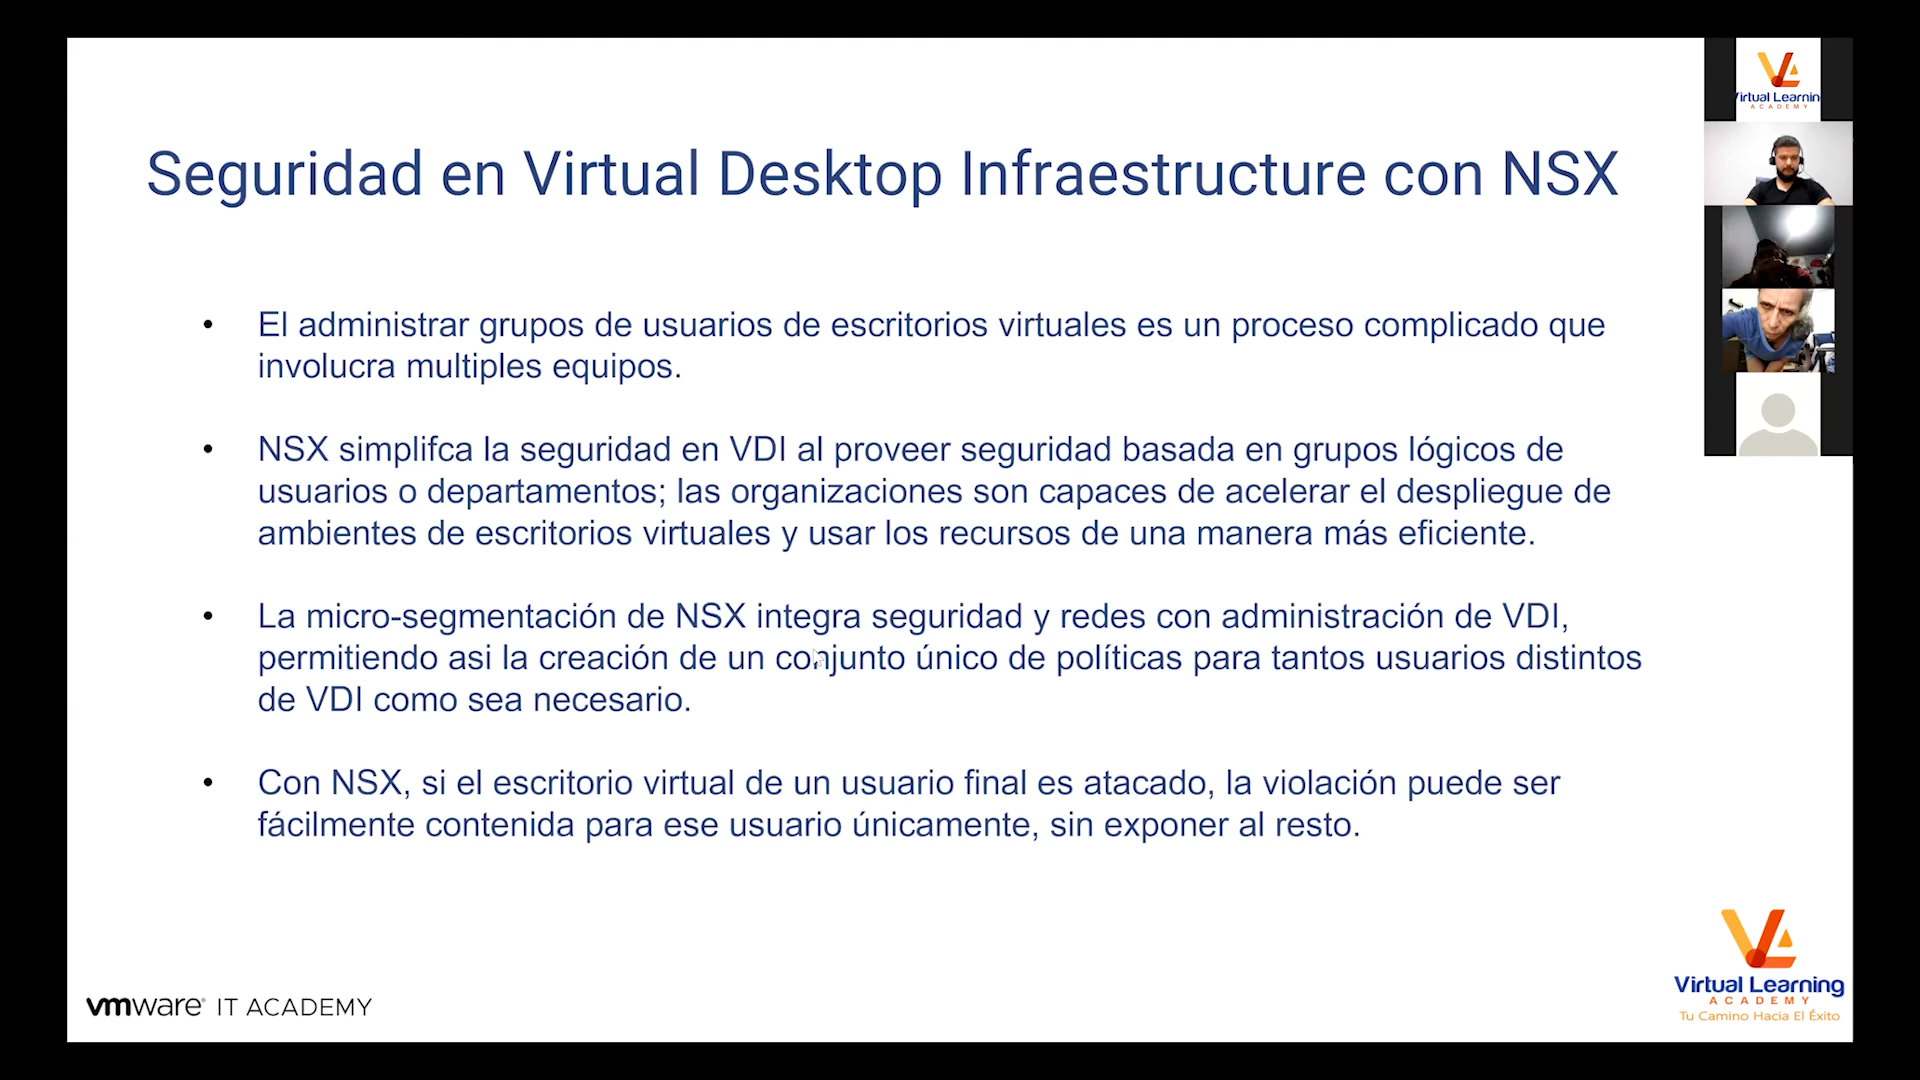 Seguridad en Virtual Desktop Infraestructure con NSX
• El administrar grupos de usuarios de escritorios virtuales es un proceso complicado que
involucra multiples equipos.
• NSX simplifca la seguridad en VDI al proveer seguridad basada en grupos lógicos de
usuarios o departamentos; las organizaciones son capaces de acelerar el despliegue de
ambientes de escritorios virtuales y usar los recursos de una manera más eficiente.
• La micro-segmentación de NSX integra seguridad y redes con administración de VDI,
permitiendo asi la creación de un conjunto único de políticas para tantos usuarios distintos
de VDI como sea necesario.
• Con NSX, si el escritorio virtual de un usuario final es atacado, la violación puede ser
fácilmente contenida para ese usuario únicamente, sin exponer al resto.
vmware® IT ACADEMY
Virtual Learning
ACADEMY
Tu Camino Hacia El Éxito
Virtual Learnin
ACADEMY